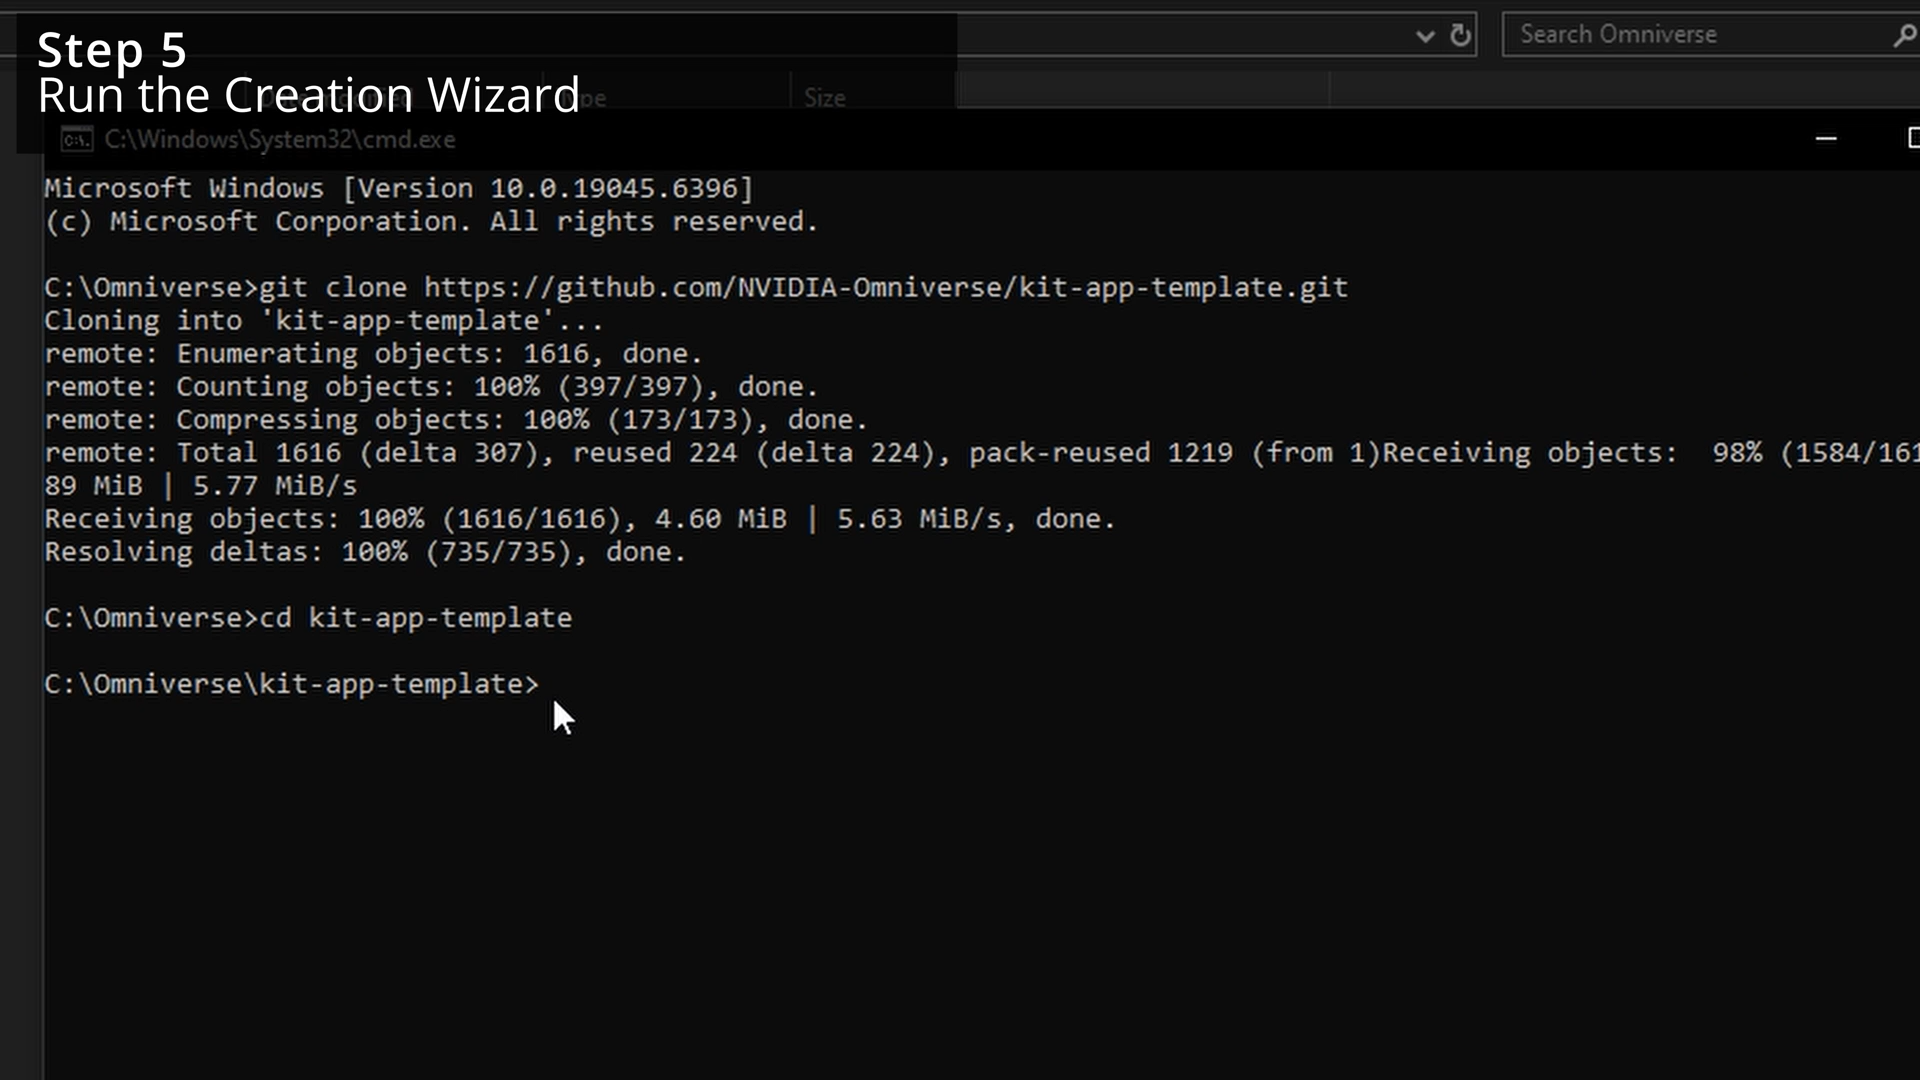 Step 5
Run the Creation Wizard
Search Omniverse
Size
C:\Windows\System32\cmd.exe
Microsoft Windows [Version 10.0.19045.6396]
(c) Microsoft Corporation. All rights reserved.
C:\Omniverse>git clone https://github.com/NVIDIA-Omniverse/kit-app-template.git
Cloning into 'kit-app-template'...
remote: Enumerating objects: 1616, done.
remote: Counting objects: 100% (397/397), done.
remote: Compressing objects: 100% (173/173), done.
remote: Total 1616 (delta 307), reused 224 (delta 224), pack-reused 1219 (from 1)Receiving objects:  98% (1584/161
89 MiB | 5.77 MiB/s
Receiving objects: 100% (1616/1616), 4.60 MiB | 5.63 MiB/s, done.
Resolving deltas: 100% (735/735), done.
C:\Omniverse>cd kit-app-template
C:\Omniverse\kit-app-template>